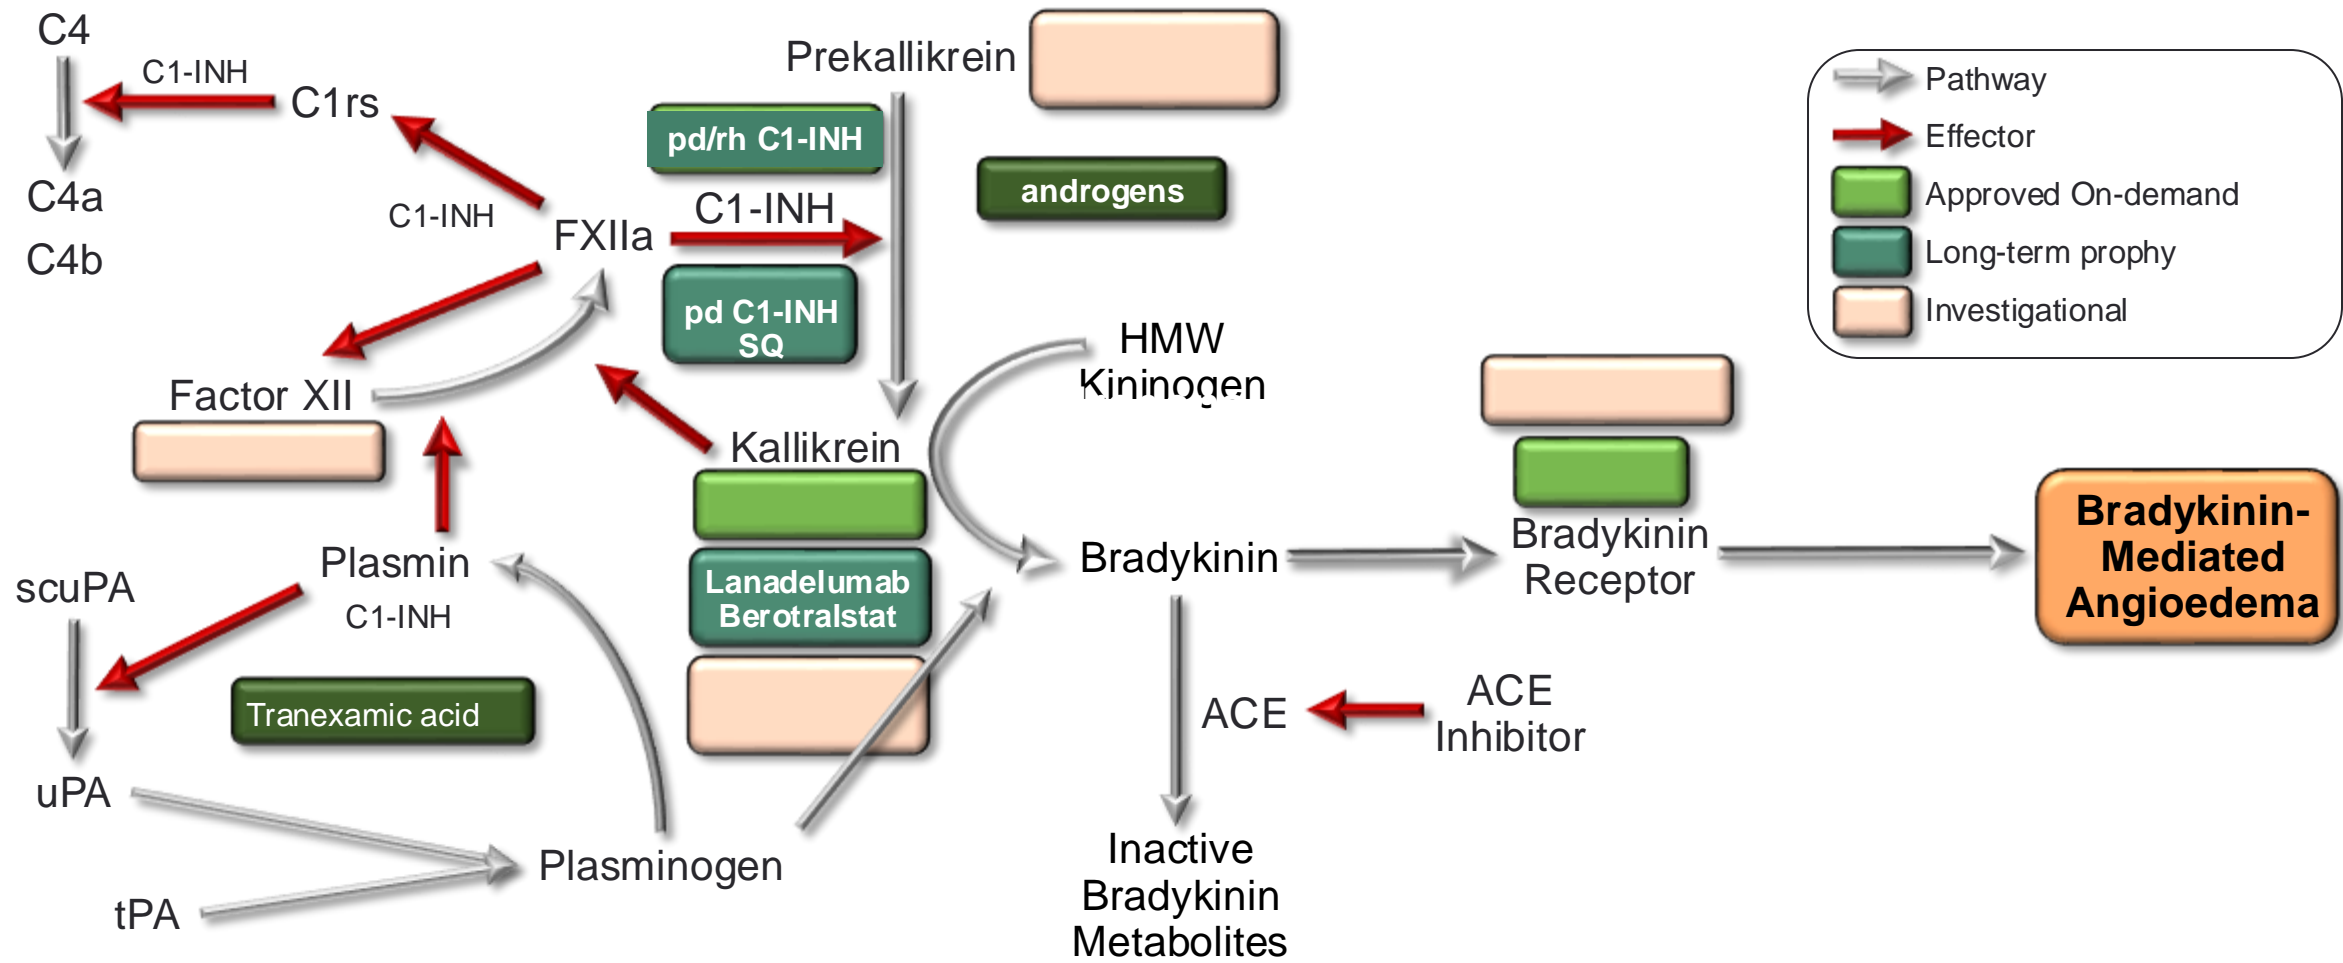 C4
C1-INH
C1rs
C4a
C4b
C1-INH
FXIIa
Prekallikrein
pd/rh C1-INH
C1-INH
androgens
pd C1-INH
SQ
Pathway
Effector
Approved On-demand
Long-term prophy
Investigational
Factor XII
HMW
Kininogen
Kallikrein
Lanadelumab
Berotralstat
Plasmin
C1-INH
scuPA
Tranexamic acid
uPA
tPA
Plasminogen
Bradykinin
Bradykinin
Receptor
Bradykinin-
Mediated
Angioedema
ACE
ACE
Inhibitor
Inactive
Bradykinin
Metabolites